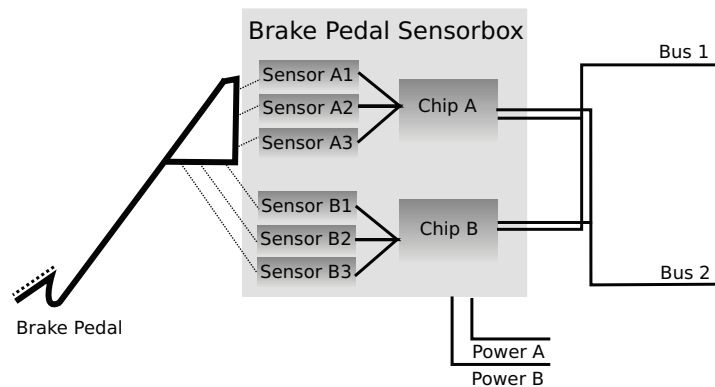 Brake Pedal Sensorbox
Bus 1
Sensor A1
Sensor A2
Chip A
Sensor A3
Sensor B1
Sensor B2
Chip B
Sensor B3
Bus 2
Brake Pedal
Power A
Power B